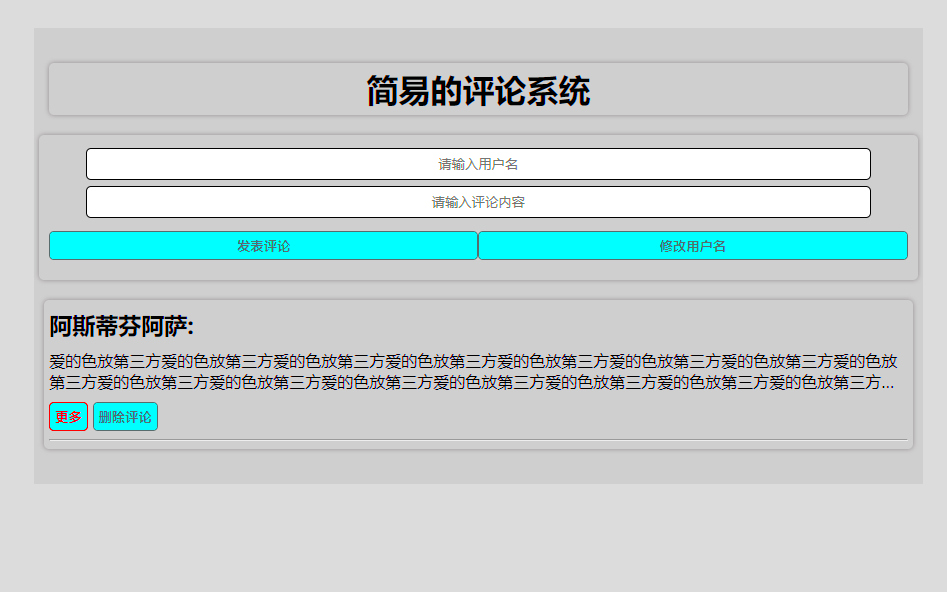 简易的评论系统
请输入用户名
请输入评论内容
发表评论 修改用户名
阿斯蒂芬阿萨:
爱的色放第三方爱的色放第三方爱的色放第三方爱的色放第三方爱的色放第三方爱的色放第三方爱的色放第三方爱的色放
第三方爱的色放第三方爱的色放第三方爱的色放第三方爱的色放第三方爱的色放第三方爱的色放第三方爱的色放第三方...
更多 删除评论